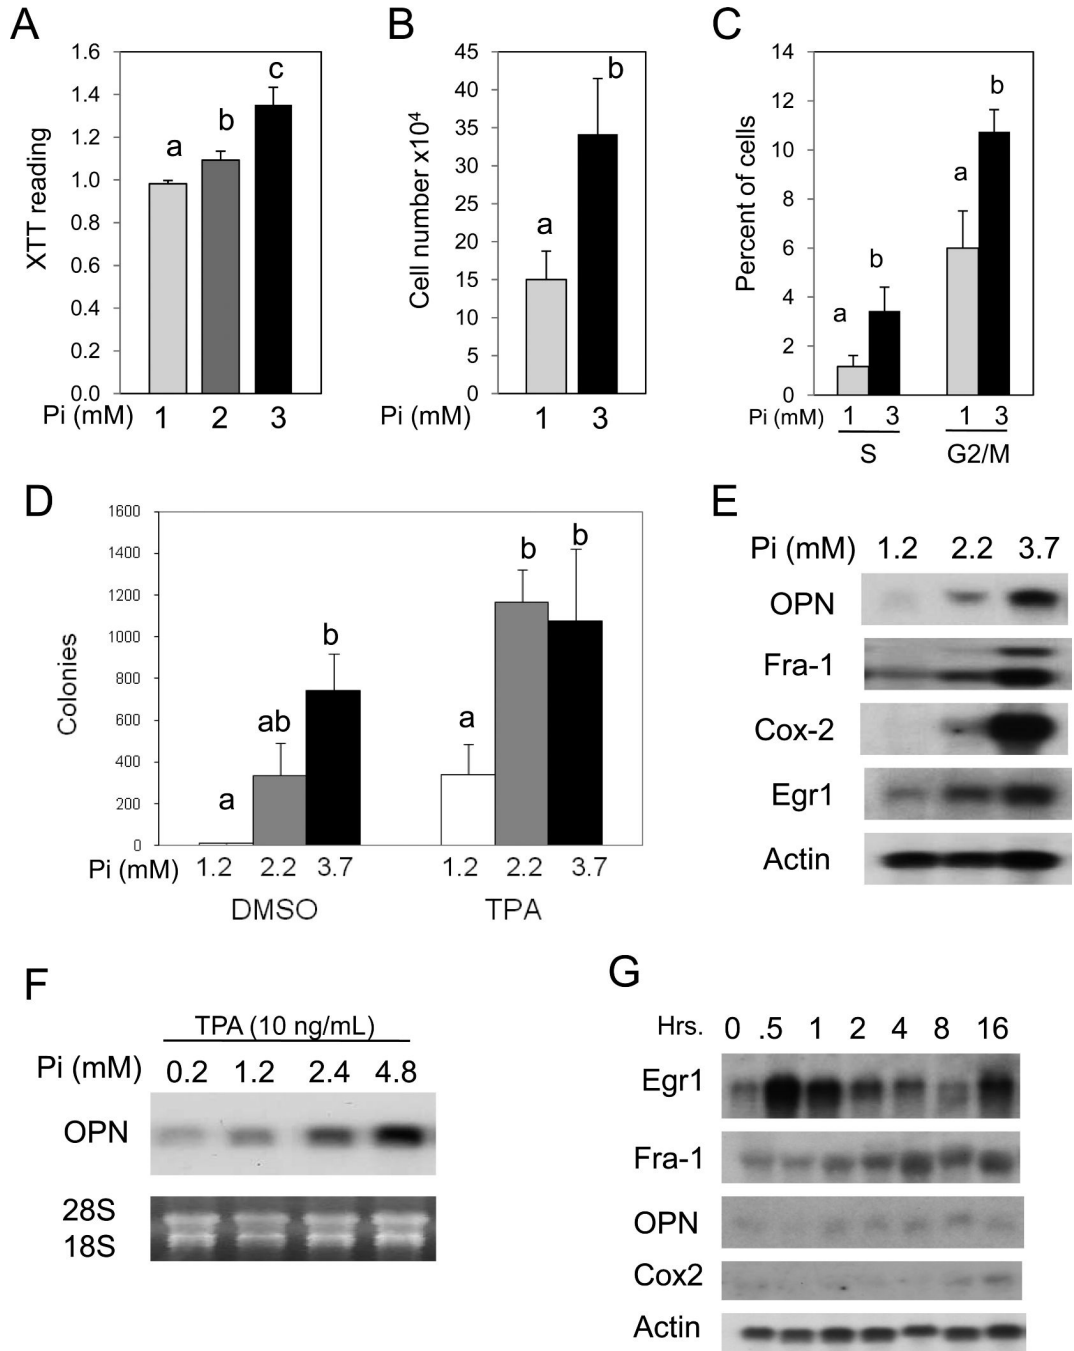 A
1.6
1.4
1.2
1.0
0.8
0.6
0.4
0.2
0.0
XTT reading
a
b
c
Pi (mM) 1 2 3
B
45
40
35
30
25
20
15
10
5
0
Cell number x10⁴
a
b
1 3
C
14
12
10
8
6
4
2
0
Percent of cells
a
b
a
b
Pi (mM) 1 3 1 3
S G2/M
D
1600
1400
1200
1000
800
600
400
200
0
Colonies
a
ab
b
a
b
b
Pi (mM) 1.2 2.2 3.7 1.2 2.2 3.7
DMSO TPA
E
Pi (mM) 1.2 2.2 3.7
OPN
Fra-1
Cox-2
Egr1
Actin
F
TPA (10 ng/mL)
Pi (mM) 0.2 1.2 2.4 4.8
OPN
28S
18S
G
Hrs. 0 .5 1 2 4 8 16
Egr1
Fra-1
OPN
Cox2
Actin